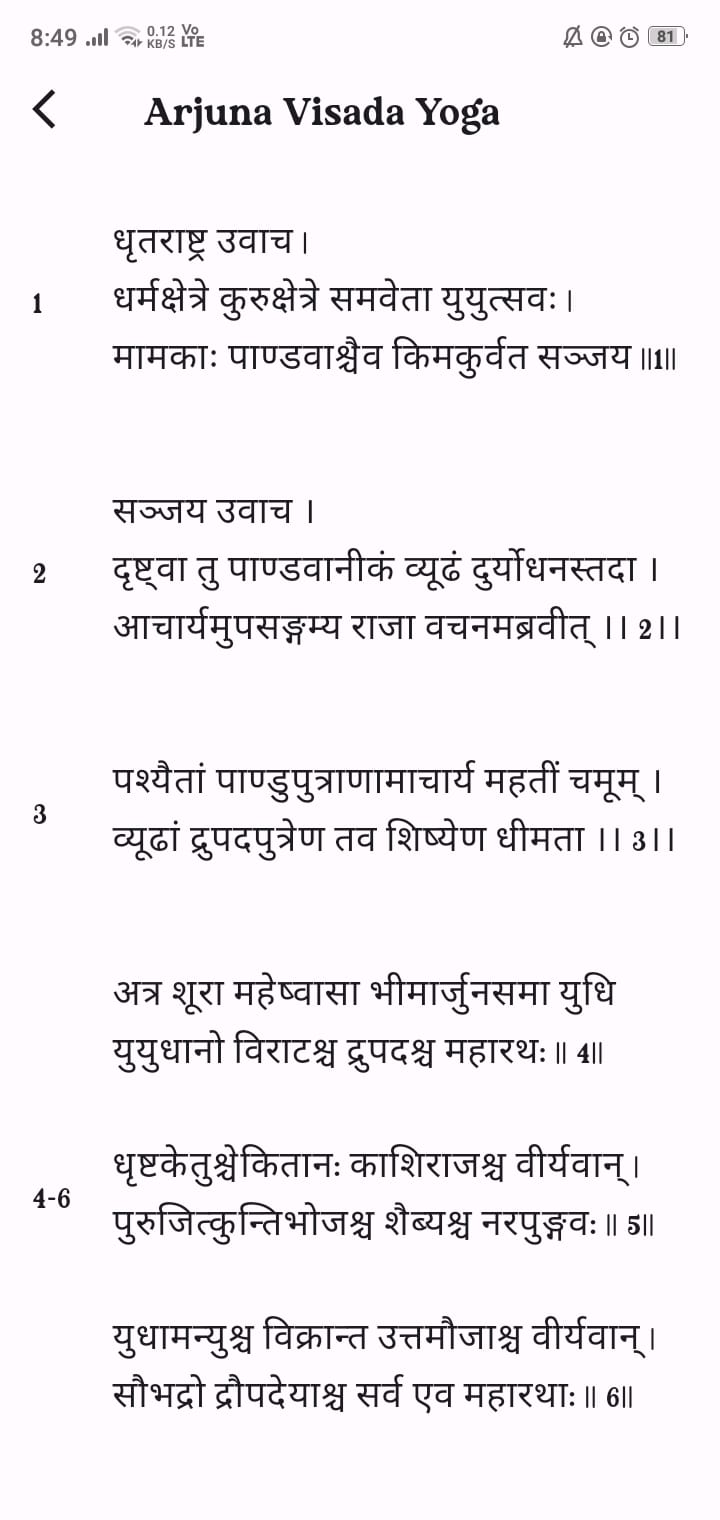 8:49 0.12 KB/S Vo LTE 81
Arjuna Visada Yoga
धृतराष्ट्र उवाच।
1 धर्मक्षेत्रे कुरुक्षेत्रे समवेता युयुत्सवः।
मामकाः पाण्डवाश्चैव किमकुर्वत सञ्जय॥1॥
सञ्जय उवाच ।
2 दृष्ट्वा तु पाण्डवानीकं व्यूढं दुर्योधनस्तदा ।
आचार्यमुपसङ्गम्य राजा वचनमब्रवीत् ।। 2।।
पश्यैतां पाण्डुपुत्राणामाचार्य महतीं चमूम् ।
3
व्यूढां द्रुपदपुत्रेण तव शिष्येण धीमता ।। 3।।
अत्र शूरा महेष्वासा भीमार्जुनसमा युधि
युयुधानो विराटश्च द्रुपदश्च महारथः॥ 4॥
धृष्टकेतुश्चेकितानः काशिराजश्च वीर्यवान्।
4-6
पुरुजित्कुन्तिभोजश्च शैब्यश्च नरपुङ्गवः॥ 5॥
युधामन्युश्च विक्रान्त उत्तमौजाश्च वीर्यवान्।
सौभद्रो द्रौपदेयाश्च सर्व एव महारथाः॥ 6॥